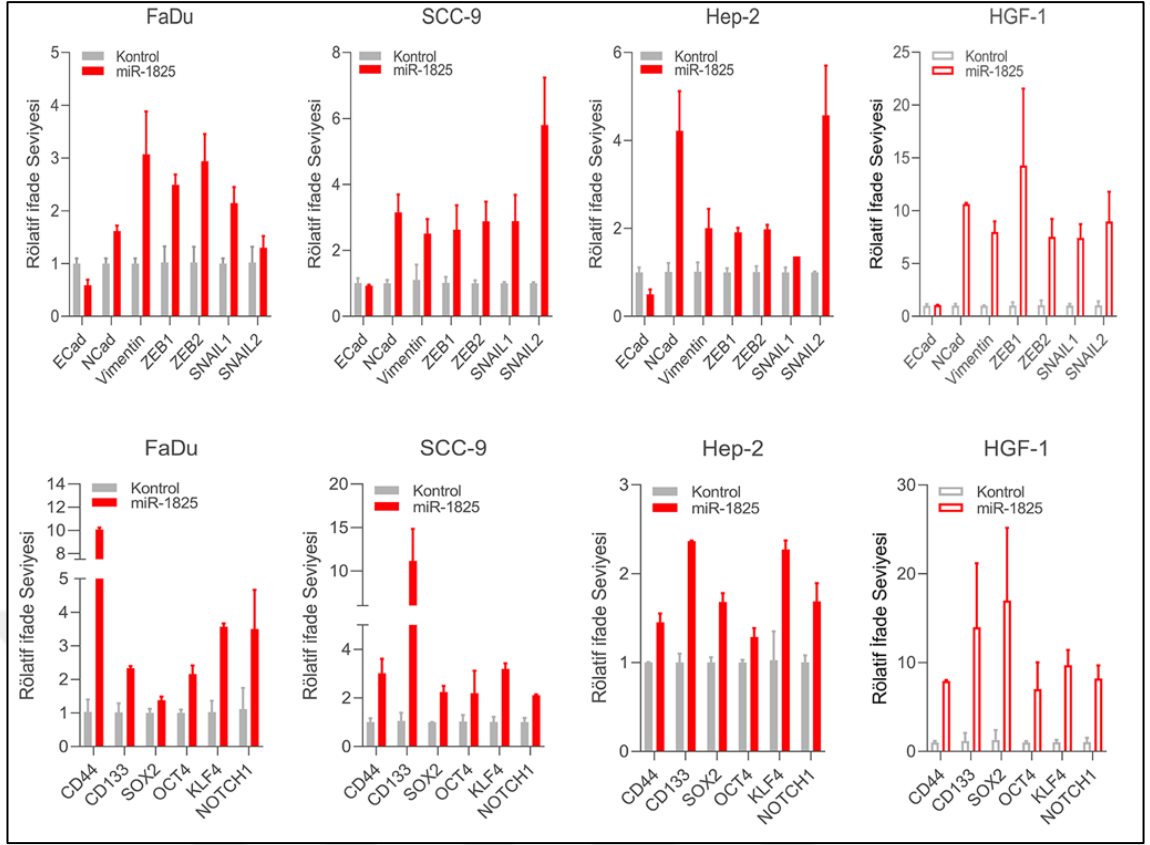 FaDu
Rölatif ifade Seviyesi
5
4
3
2
1
0
Kontrol
miR-1825
ECad
NCad
Vimentin
ZEB1
ZEB2
SNAIL1
SNAIL2
SCC-9
Rölatif ifade Seviyesi
8
6
4
2
0
Kontrol
miR-1825
ECad
NCad
Vimentin
ZEB1
ZEB2
SNAIL1
SNAIL2
Hep-2
Rölatif ifade Seviyesi
6
4
2
0
Kontrol
miR-1825
ECad
NCad
Vimentin
ZEB1
ZEB2
SNAIL1
SNAIL2
HGF-1
Rölatif İfade Seviyesi
25
20
15
10
5
0
Kontrol
miR-1825
ECad
NCad
Vimentin
ZEB1
ZEB2
SNAIL1
SNAIL2
FaDu
Rölatif ifade Seviyesi
14
12
10
8
5
4
3
2
1
0
Kontrol
miR-1825
CD44
CD133
SOX2
OCT4
KLF4
NOTCH1
SCC-9
Rölatif ifade Seviyesi
20
15
10
4
2
0
Kontrol
miR-1825
CD44
CD133
SOX2
OCT4
KLF4
NOTCH1
Hep-2
Rölatif ifade Seviyesi
3
2
1
0
Kontrol
miR-1825
CD44
CD133
SOX2
OCT4
KLF4
NOTCH1
HGF-1
Rölatif İfade Seviyesi
30
20
10
0
Kontrol
miR-1825
CD44
CD133
SOX2
OCT4
KLF4
NOTCH1